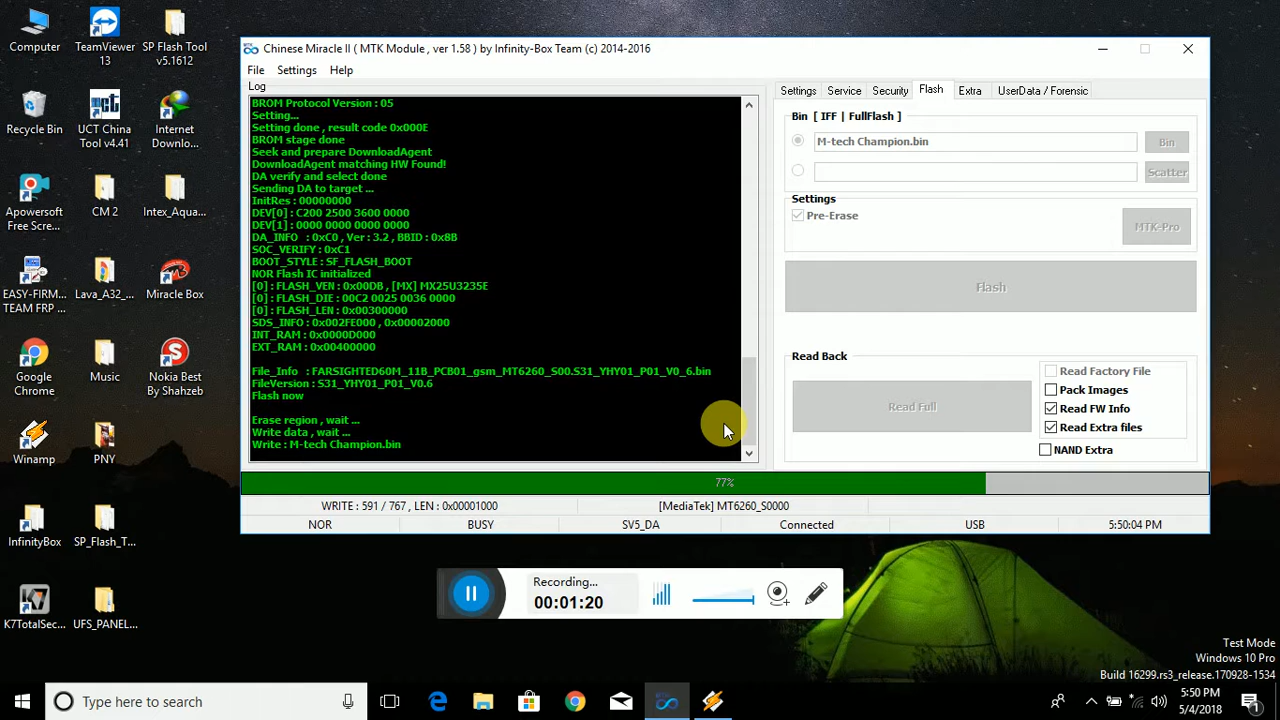 Computer
TeamViewer
13
SP Flash Tool
v5.1612
Recycle Bin
UCT China
Tool v4.41
Internet
Downlo...
Apowersoft
Free Scre...
CM 2
Intex_Aqua...
EASY-FIRM...
TEAM FRP ...
Lava_A32_...
Miracle Box
Google
Chrome
Music
Nokia Best
By Shahzeb
Winamp
PNY
InfinityBox
SP_Flash_T...
K7TotalSec...
UFS_PANEL...
Chinese Miracle II ( MTK Module , ver 1.58 ) by Infinity-Box Team (c) 2014-2016
File Settings Help
Log
BROM Protocol Version : 05
Setting...
Setting done , result code 0x000E
BROM stage done
Seek and prepare DownloadAgent
DownloadAgent matching HW Found!
DA verify and select done
Sending DA to target ...
InitRes : 00000000
DEV[0] : C200 2500 3600 0000
DEV[1] : 0000 0000 0000 0000
DA_INFO : 0xC0 , Ver : 3.2 , BBID : 0x8B
SOC_VERIFY : 0xC1
BOOT_STYLE : SF_FLASH_BOOT
NOR Flash IC initialized
[0] : FLASH_VEN : 0x00DB , [MX] MX25U3235E
[0] : FLASH_DIE : 00C2 0025 0036 0000
[0] : FLASH_LEN : 0x00300000
SDS_INFO : 0x002FE000 , 0x00002000
INT_RAM : 0x0000D000
EXT_RAM : 0x00400000
File_Info : FARSIGHTED60M_11B_PCB01_gsm_MT6260_S00.S31_YHY01_P01_V0_6.bin
FileVersion : S31_YHY01_P01_V0.6
Flash now
Erase region , wait ...
Write data , wait ...
Write : M-tech Champion.bin
Settings Service Security Flash Extra UserData / Forensic
Bin [ IFF | FullFlash ]
M-tech Champion.bin Bin
Scatter
Settings
Pre-Erase
MTK-Pro
Flash
Read Back
Read Full
Read Factory File
Pack Images
Read FW Info
Read Extra files
NAND Extra
77%
WRITE : 591 / 767 , LEN : 0x00001000 [MediaTek] MT6260_S0000
NOR BUSY SV5_DA Connected USB 5:50:04 PM
Recording...
00:01:20
Test Mode
Windows 10 Pro
Build 16299.rs3_release.170928-1534
Type here to search
5:50 PM
5/4/2018
1